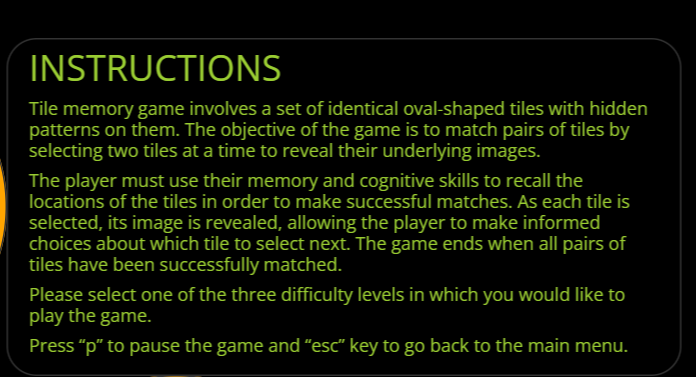 INSTRUCTIONS
Tile memory game involves a set of identical oval-shaped tiles with hidden
patterns on them. The objective of the game is to match pairs of tiles by
selecting two tiles at a time to reveal their underlying images.
The player must use their memory and cognitive skills to recall the
locations of the tiles in order to make successful matches. As each tile is
selected, its image is revealed, allowing the player to make informed
choices about which tile to select next. The game ends when all pairs of
tiles have been successfully matched.
Please select one of the three difficulty levels in which you would like to
play the game.
Press “p” to pause the game and “esc” key to go back to the main menu.